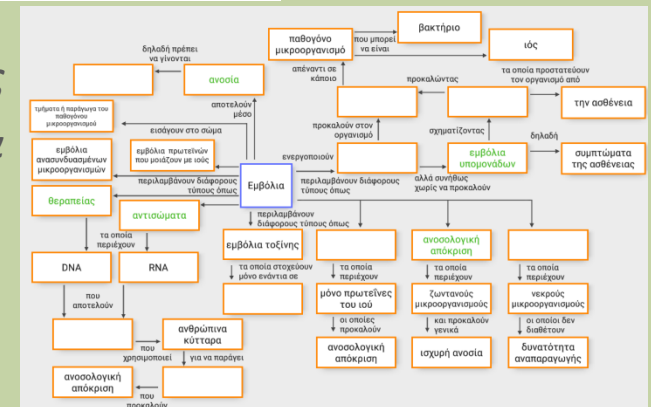 παθογόνο
μικροοργανισμό
που μπορεί
να είναι
βακτήριο
ιός
δηλαδή πρέπει
να γίνονται
ανοσία
απέναντι σε
κάποιο
τα οποία προστατεύουν
τον οργανισμό από
προκαλώντας
την ασθένεια
αποτελούν
μέσο
τμήματα ή παράγωγα του
παθογόνου
μικροοργανισμού
εισάγουν στο σώμα
προκαλούν στον
οργανισμό
σχηματίζοντας
εμβόλια
ανασυνδυασμένων
μικροοργανισμών
εμβόλια πρωτεϊνών
που μοιάζουν με ιούς
ενεργοποιούν
εμβόλια
υπομονάδων
δηλαδή
συμπτώματα
της ασθένειας
περιλαμβάνουν διάφορους
τύπους όπως
Εμβόλια
περιλαμβάνουν διάφορους
τύπους όπως
αλλά συνήθως
χωρίς να προκαλούν
θεραπείας
αντισώματα
περιλαμβάνουν
διάφορους τύπους όπως
τα οποία
περιέχουν
εμβόλια τοξίνης
ανοσολογική
απόκριση
DNA
RNA
τα οποία στοχεύουν
μόνο ενάντια σε
τα οποία
περιέχουν
τα οποία
περιέχουν
τα οποία
περιέχουν
μόνο πρωτεΐνες
του ιού
ζωντανούς
μικροοργανισμούς
νεκρούς
μικροοργανισμούς
που
αποτελούν
οι οποίες
προκαλούν
και προκαλούν
γενικά
οι οποίοι δεν
διαθέτουν
ανθρώπινα
κύτταρα
που
χρησιμοποιεί
για να παράγει
ανοσολογική
απόκριση
ισχυρή ανοσία
δυνατότητα
αναπαραγωγής
ανοσολογική
απόκριση
που
προκαλούν